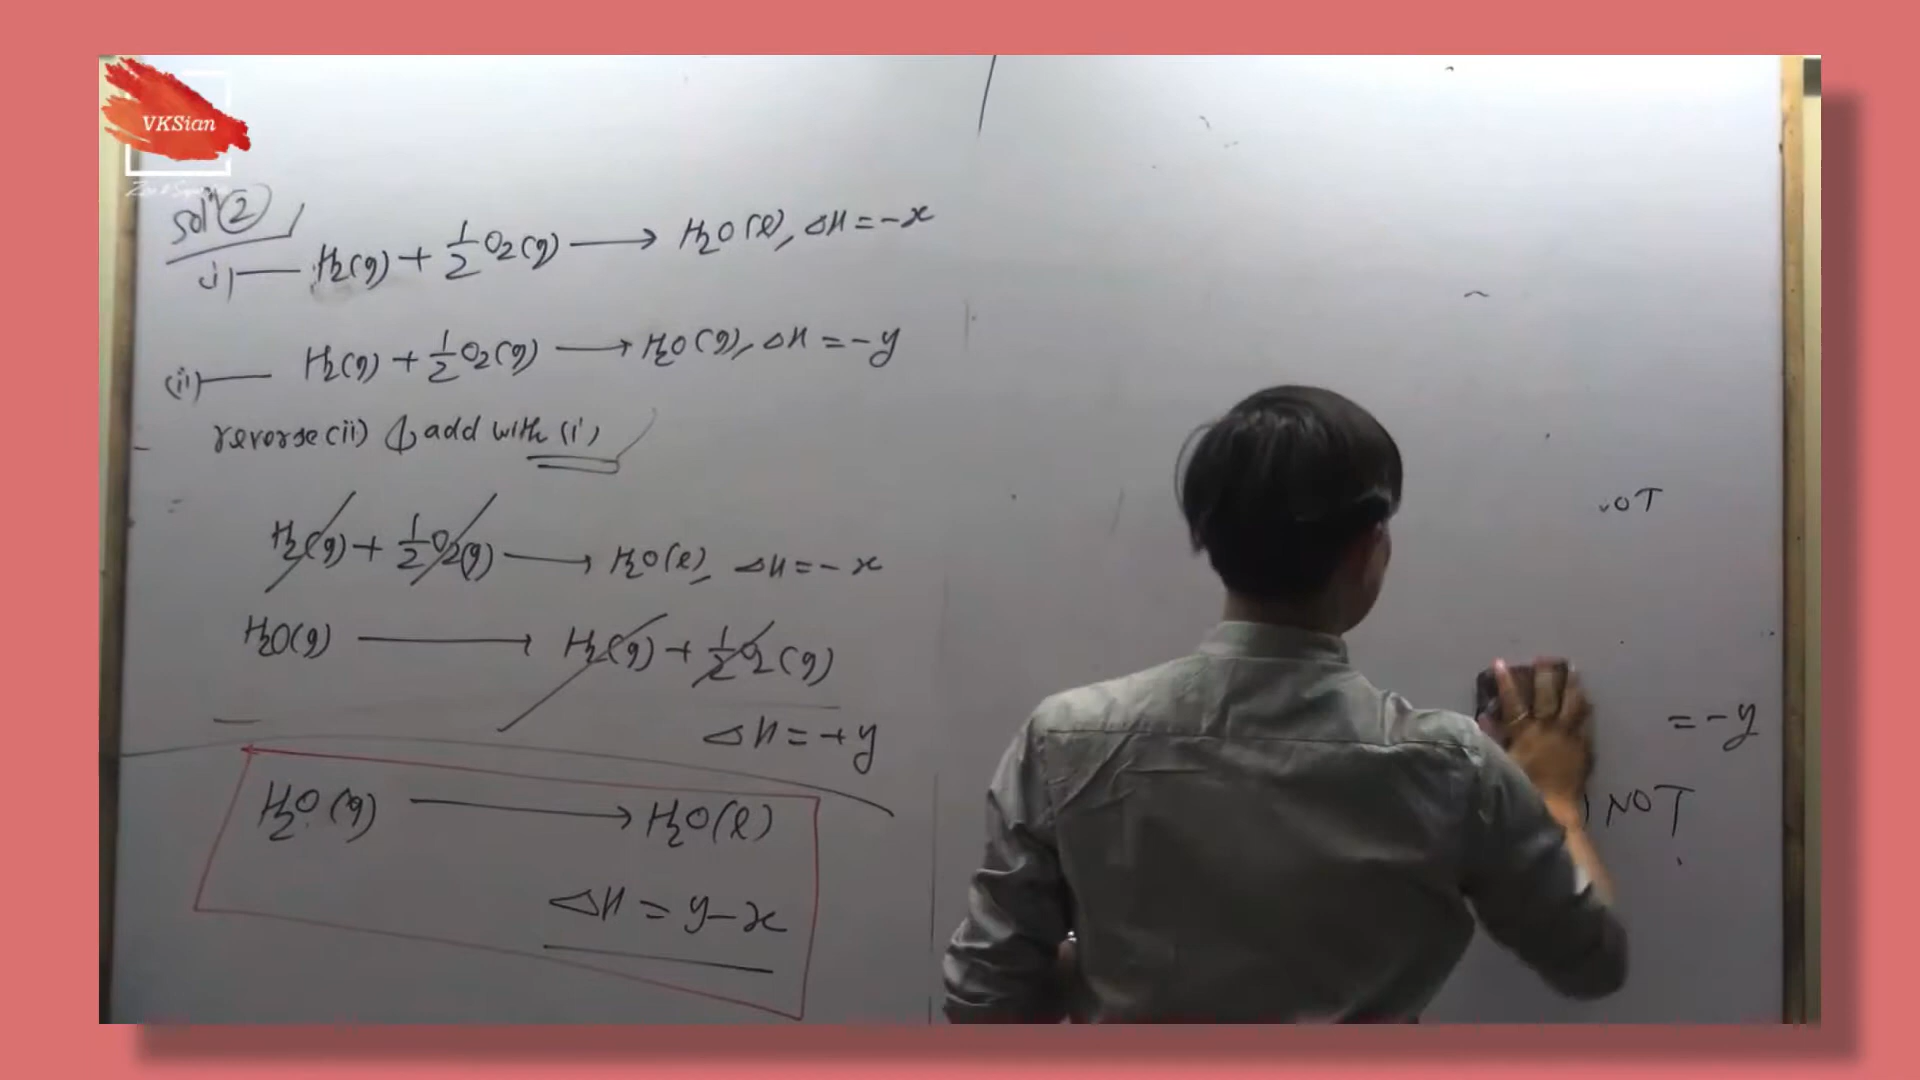 VKSian
solⁿ (2)
(i) — H₂(g) + 1/2 O₂(g) ⟶ H₂O(l), ΔH = -x
(ii) — H₂(g) + 1/2 O₂(g) ⟶ H₂O(g), ΔH = -y
reverse (ii) & add with (i)
H₂(g) + 1/2 O₂(g) ⟶ H₂O(l), ΔH = -x
H₂O(g) ⟶ H₂(g) + 1/2 O₂(g)
ΔH = +y
H₂O(g) ⟶ H₂O(l)
ΔH = y-x
OT
= -y
NOT